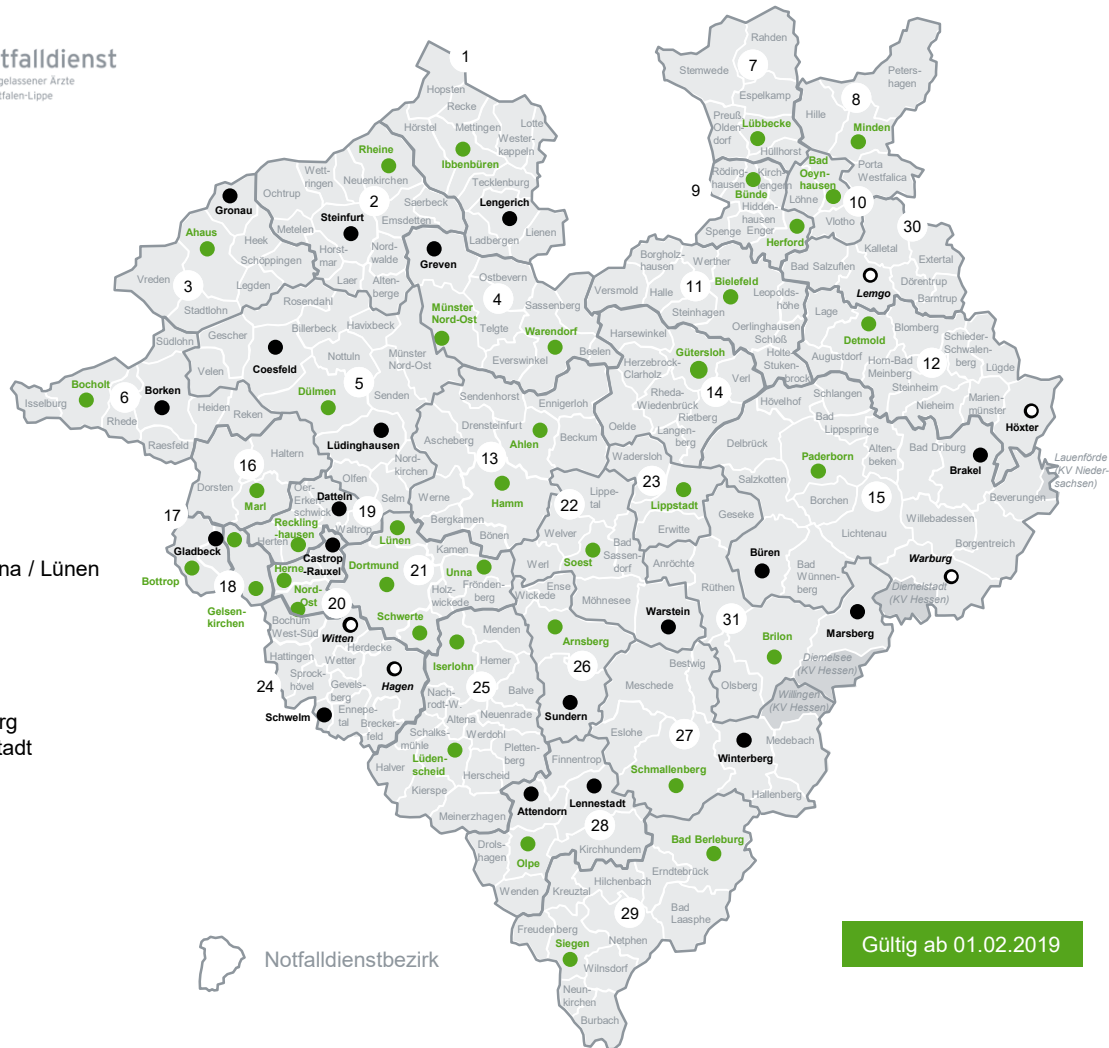 tfalldienst
gelassener Ärzte
tfalen-Lippe
na / Lünen
rg
tadt
1
Hopsten
Recke
Hörstel
Mettingen
Lotte
Wester-
kappeln
Ibbenbüren
Tecklenburg
Lengerich
Lienen
Ladbergen
Rheine
Wett-
ringen
Neuenkirchen
Ochtrup
2
Saerbeck
Emsdetten
Steinfurt
Metelen
Horst-
mar
Nord-
walde
Laer
Alten-
berge
Gronau
Ahaus
Heek
Schöppingen
Vreden
3
Legden
Stadtlohn
Greven
Ostbevern
4
Münster
Nord-Ost
Sassenberg
Telgte
Warendorf
Everswinkel
Beelen
Rosendahl
Südlohn
Gescher
Billerbeck
Havixbeck
Coesfeld
Nottuln
Münster
Nord-Ost
Velen
5
Dülmen
Senden
Lüdinghausen
Nord-
kirchen
Olfen
Selm
Bocholt
6
Borken
Isselburg
Rhede
Heiden
Reken
Raesfeld
Rahden
Stemwede
7
Espelkamp
Preuß
Olden-
dorf
Lübbecke
Hüllhorst
Peters-
hagen
8
Hille
Minden
Porta
Westfalica
9
Röding-
hausen
Kirch-
lengern
Bünde
Hidden-
hausen
Spenge
Enger
Herford
Bad
Oeyn-
hausen
Löhne
10
Vlotho
30
Kalletal
Bad Salzuflen
Extertal
Lemgo
Dörentrup
Barntrup
Borgholz-
hausen
Werther
11
Bielefeld
Versmold
Halle
Leopolds-
höhe
Steinhagen
Oerlinghausen
Schloß
Holte
Stuken-
brock
Lage
Detmold
Blomberg
Schieder-
Schwalen-
berg
Augustdorf
12
Horn-Bad
Meinberg
Lügde
Steinheim
Nieheim
Marien-
münster
Höxter
Harsewinkel
Gütersloh
Herzebrock-
Clarholz
Verl
14
Rheda-
Wiedenbrück
Rietberg
Langen-
berg
Oelde
Sendenhorst
Ennigerloh
Drensteinfurt
Ascheberg
Ahlen
Beckum
13
Hamm
Werne
Bergkamen
Bönen
Hövelhof
Schlangen
Bad
Lippspringe
Delbrück
Alten-
beken
Bad Driburg
Paderborn
Brakel
Salzkotten
15
Borchen
Beverungen
Lauenförde
(KV Nieder-
sachsen)
Willebadessen
Lichtenau
Borgentreich
Büren
Warburg
Bad
Wünnen-
berg
Diemelstadt
(KV Hessen)
16
Haltern
Dorsten
Marl
17
Gladbeck
Bottrop
18
Gelsen-
kirchen
Oer-
Erken-
schwick
Datteln
19
Waltrop
Reckling
-hausen
Herten
Castrop
-Rauxel
Herne
Nord-
Ost
20
Bochum
West-Süd
Witten
Lünen
Kamen
Dortmund
21
Unna
Holz-
wickede
Frönden-
berg
Schwerte
Wadersloh
23
Lippstadt
Erwitte
Geseke
Anröchte
Rüthen
22
Lippe-
tal
Welver
Soest
Bad
Sassen-
dorf
Werl
Ense
Wickede
Möhnesee
Warstein
31
Marsberg
Brilon
Diemelsee
(KV Hessen)
Olsberg
Willingen
(KV Hessen)
Hattingen
Herdecke
Wetter
Hagen
Sprock-
hövel
Gevels-
berg
24
Ennepe-
tal
Schwelm
Brecker-
feld
Iserlohn
Menden
Hemer
25
Nach-
rodt-W.
Balve
Altena
Neuenrade
Schalks-
mühle
Werdohl
Pletten-
berg
Lüden-
scheid
Halver
Herscheid
Kierspe
Meinerzhagen
Arnsberg
26
Sundern
Bestwig
Meschede
Eslohe
27
Winterberg
Medebach
Schmallenberg
Hallenberg
Finnentrop
Lennestadt
Attendorn
28
Kirchhundem
Drols-
hagen
Olpe
Wenden
Bad Berleburg
Erndtebrück
Hilchenbach
Kreuztal
29
Bad
Laasphe
Freudenberg
Siegen
Netphen
Wilnsdorf
Neun-
kirchen
Burbach
Notfalldienstbezirk
Gültig ab 01.02.2019